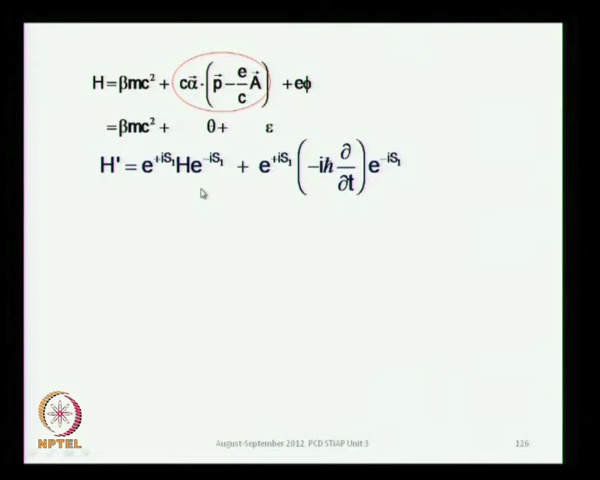 H=βmc² + cα⃗·(p⃗−e/c A⃗) +eϕ
=βmc² + θ+ ε
H' = e^{+iS₁}He^{−iS₁} + e^{+iS₁}(−iħ ∂/∂t)e^{−iS₁}
NPTEL
August-September 2012 PCD STiAP Unit 3
126